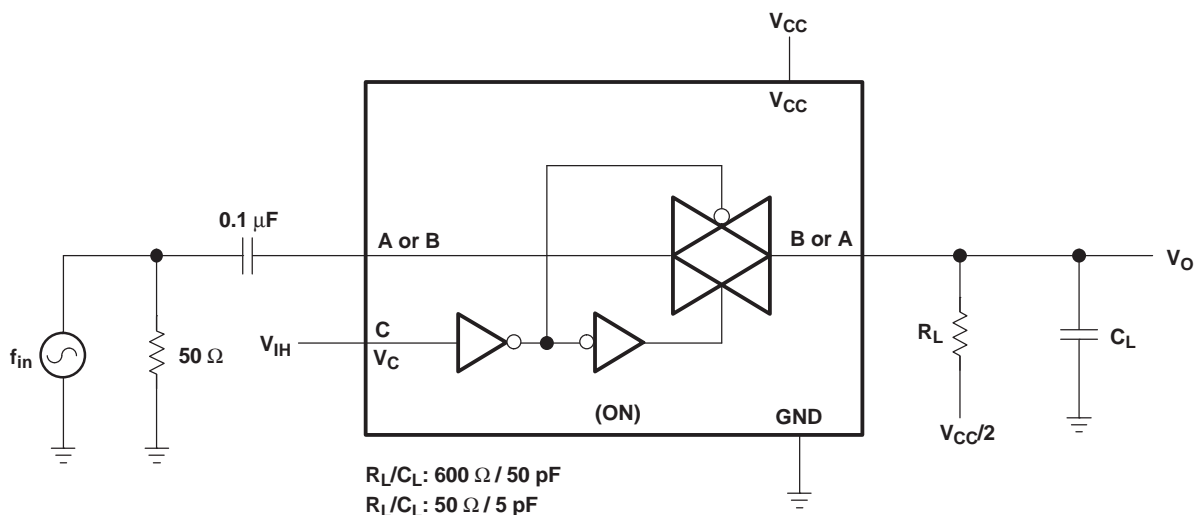 VCC
VCC
0.1 μF
A or B
B or A
VO
fin
50 Ω
VIH
C
VC
RL
CL
(ON)
GND
VCC/2
RL/CL: 600 Ω / 50 pF
RL/CL: 50 Ω / 5 pF